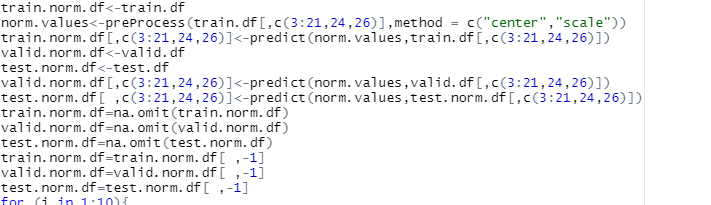 train.norm.df<-train.df
norm.values<-preProcess(train.df[,c(3:21,24,26)],method = c("center","scale"))
train.norm.df[,c(3:21,24,26)]<-predict(norm.values,train.df[,c(3:21,24,26)])
valid.norm.df<-valid.df
test.norm.df<-test.df
valid.norm.df[,c(3:21,24,26)]<-predict(norm.values,valid.df[,c(3:21,24,26)])
test.norm.df[ ,c(3:21,24,26)]<-predict(norm.values,test.norm.df[,c(3:21,24,26)])
train.norm.df=na.omit(train.norm.df)
valid.norm.df=na.omit(valid.norm.df)
test.norm.df=na.omit(test.norm.df)
train.norm.df=train.norm.df[ ,-1]
valid.norm.df=valid.norm.df[ ,-1]
test.norm.df=test.norm.df[ ,-1]
for (i in 1:10){